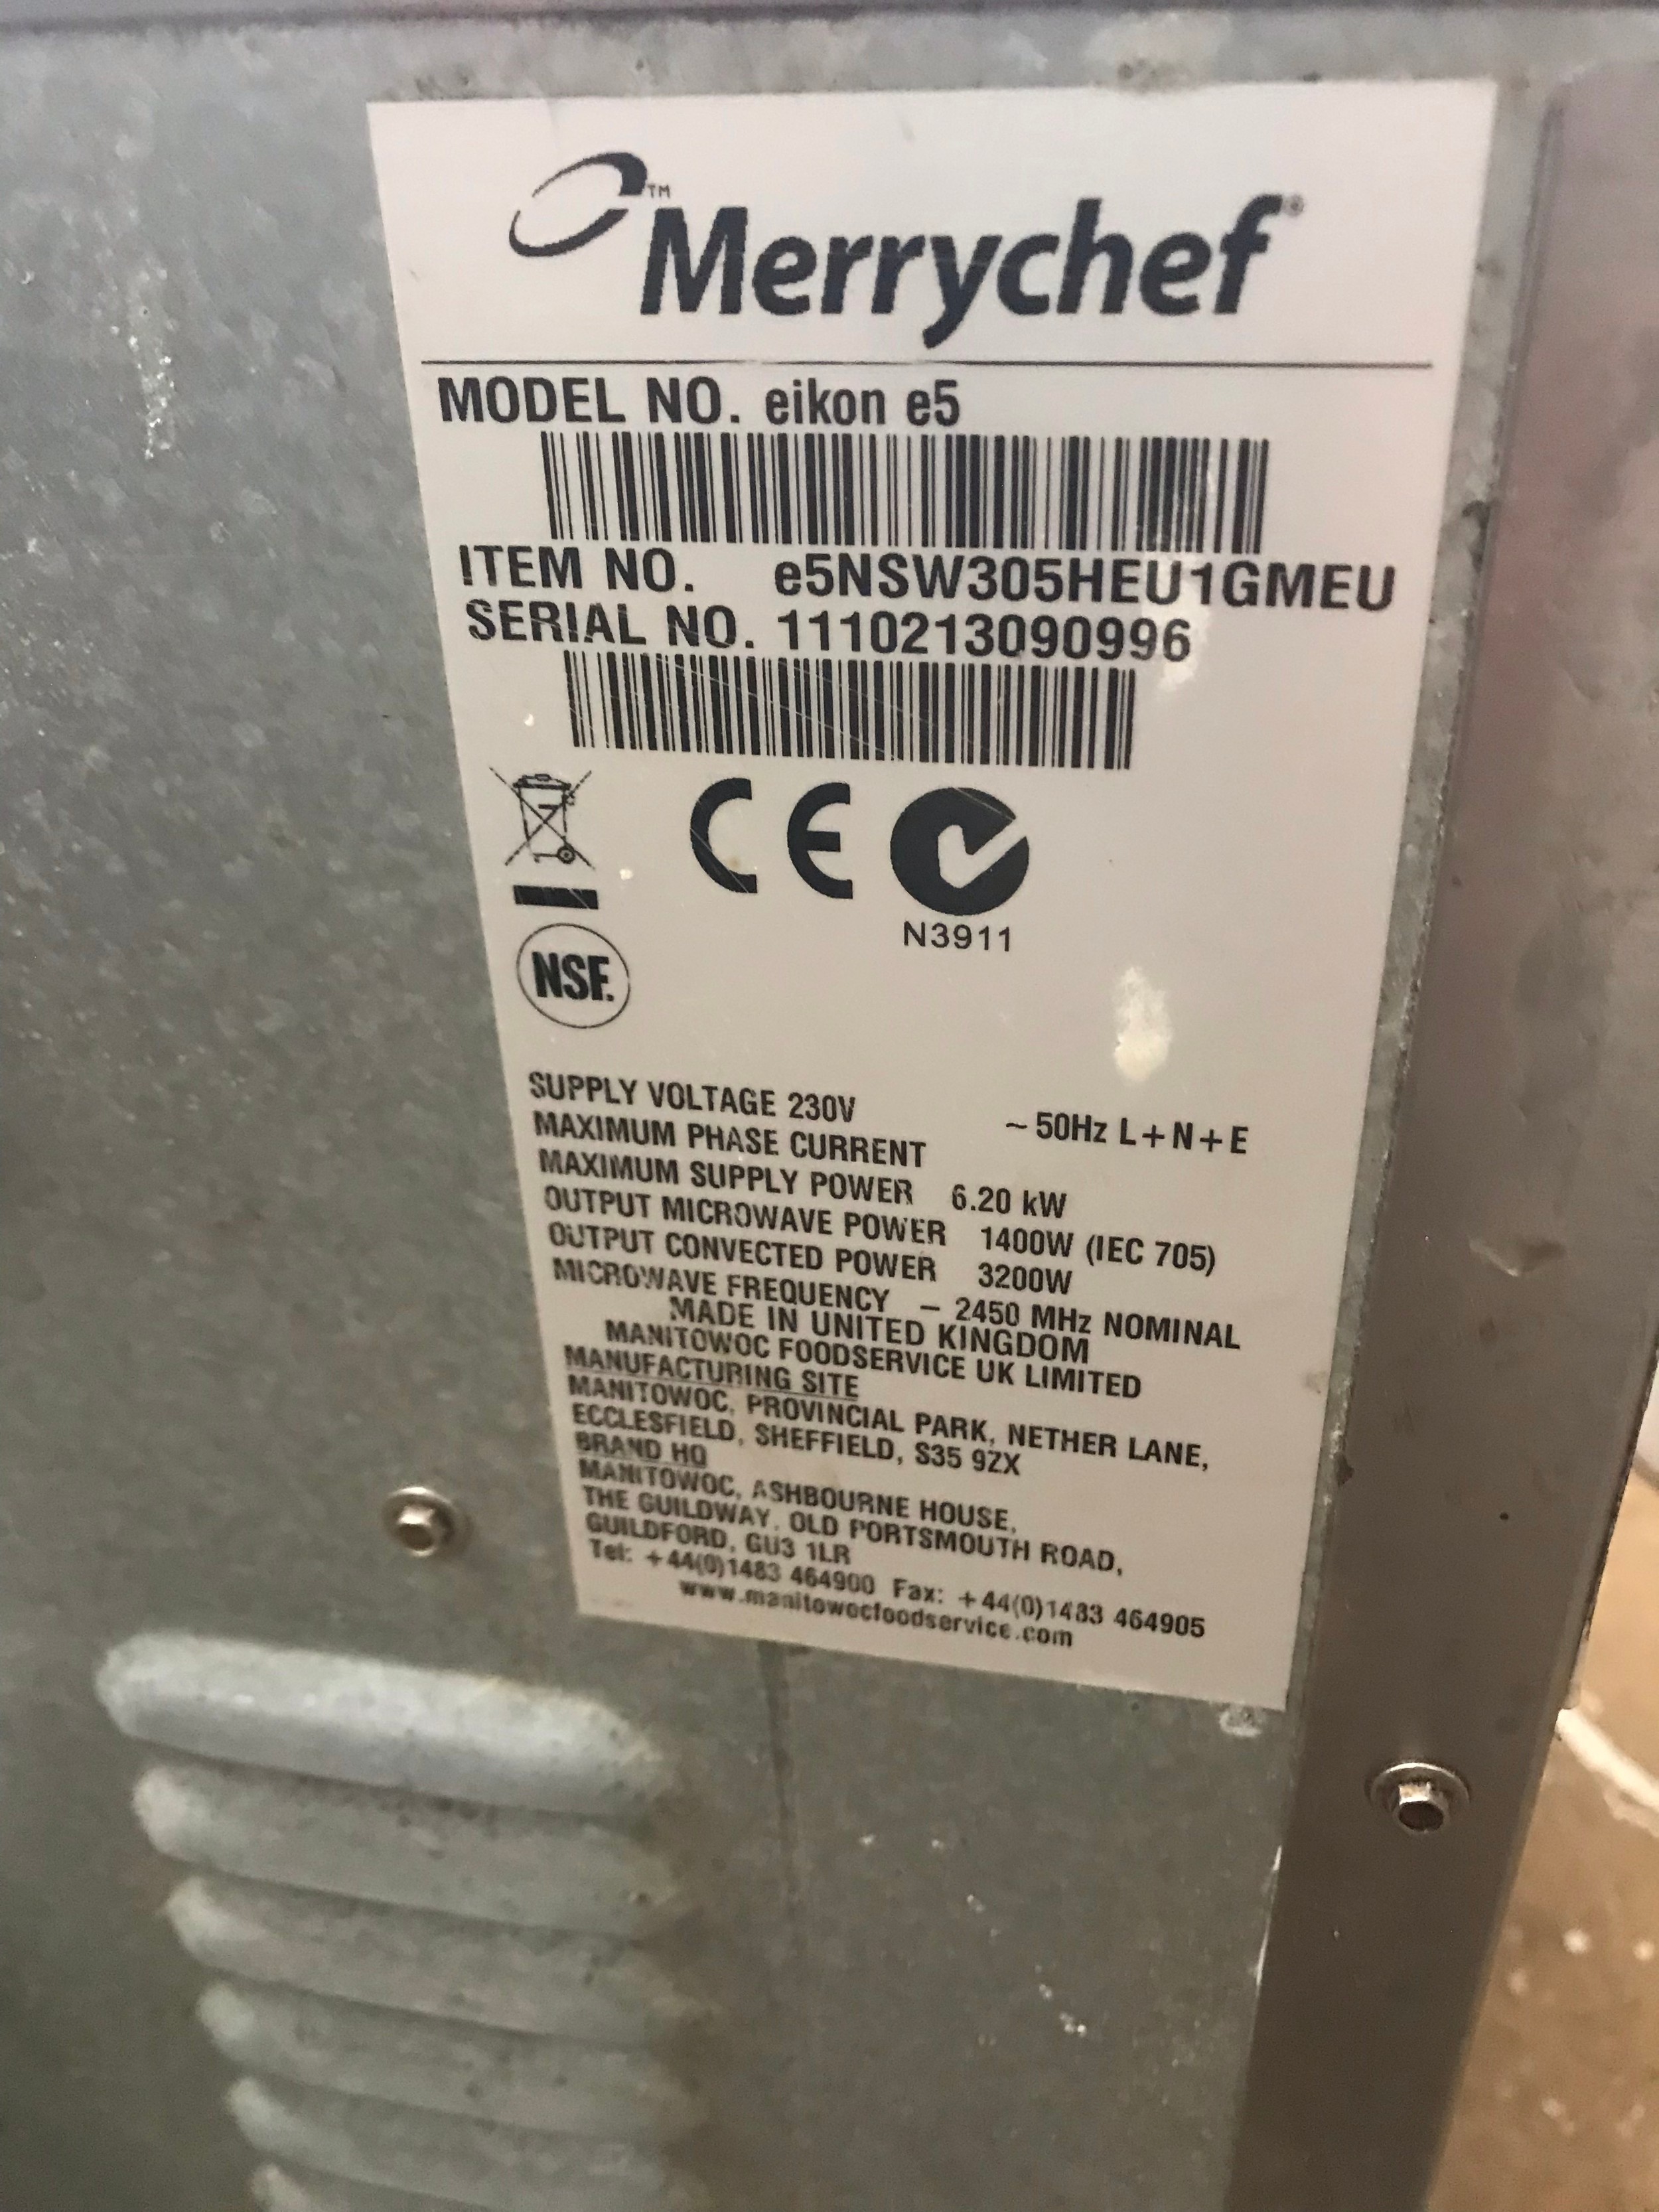 ™ Merrychef®
MODEL NO. eikon e5
ITEM NO. e5NSW305HEU1GMEU
SERIAL NO. 1110213090996
CE
N3911
NSF.
SUPPLY VOLTAGE 230V ~ 50Hz L+N+E
MAXIMUM PHASE CURRENT
MAXIMUM SUPPLY POWER 6.20 kW
OUTPUT MICROWAVE POWER 1400W (IEC 705)
OUTPUT CONVECTED POWER 3200W
MICROWAVE FREQUENCY – 2450 MHz NOMINAL
MADE IN UNITED KINGDOM
MANITOWOC FOODSERVICE UK LIMITED
MANUFACTURING SITE
MANITOWOC, PROVINCIAL PARK, NETHER LANE,
ECCLESFIELD, SHEFFIELD, S35 9ZX
BRAND HQ
MANITOWOC, ASHBOURNE HOUSE,
THE GUILDWAY, OLD PORTSMOUTH ROAD,
GUILDFORD, GU3 1LR
Tel: +44(0)1483 464900 Fax: +44(0)1483 464905
www.manitowocfoodservice.com